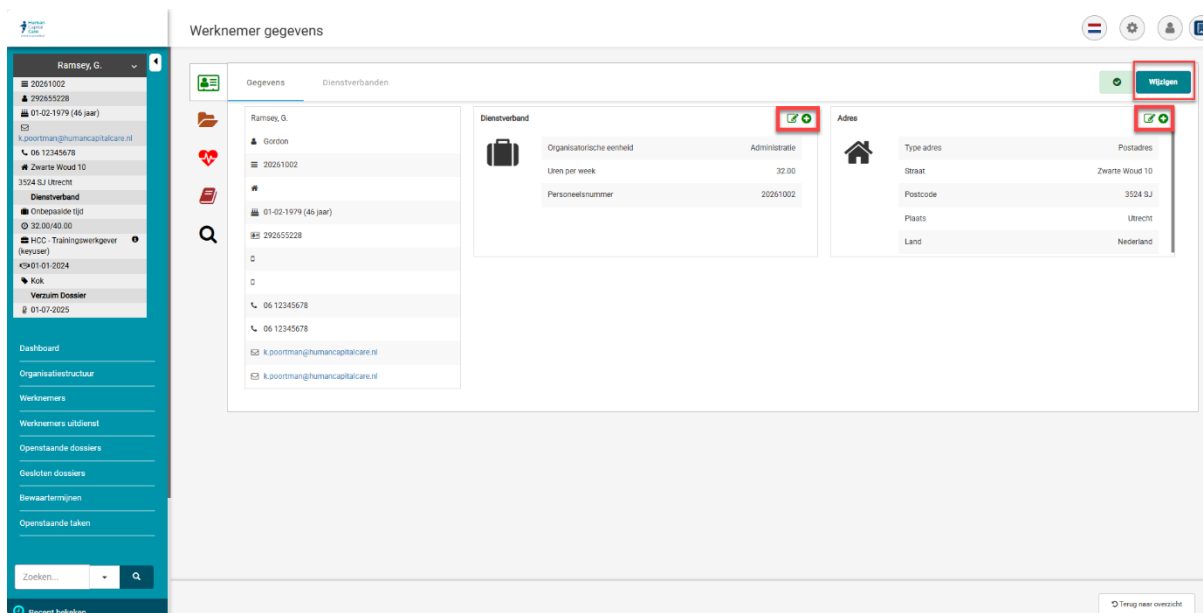 Human
Capital
Care
Werknemer gegevens
Ramsey, G.
20261002
292655228
01-02-1979 (46 jaar)
k.poortman@humancapitalcare.nl
06 12345678
Zwarte Woud 10
3524 SJ Utrecht
Dienstverband
Onbepaalde tijd
32.00/40.00
HCC - Trainingswerkgever
(keyuser)
01-01-2024
Kok
Verzuim Dossier
01-07-2025
Dashboard
Organisatiestructuur
Werknemers
Werknemers uitdienst
Openstaande dossiers
Gesloten dossiers
Bewaartermijnen
Openstaande taken
Zoeken...
Recent bekeken
Gegevens
Dienstverbanden
Wijzigen
Ramsey, G.
Gordon
20261002
01-02-1979 (46 jaar)
292655228
06 12345678
06 12345678
k.poortman@humancapitalcare.nl
k.poortman@humancapitalcare.nl
Dienstverband
Organisatorische eenheid Administratie
Uren per week 32.00
Personeelsnummer 20261002
Adres
Type adres Postadres
Straat Zwarte Woud 10
Postcode 3524 SJ
Plaats Utrecht
Land Nederland
Terug naar overzicht